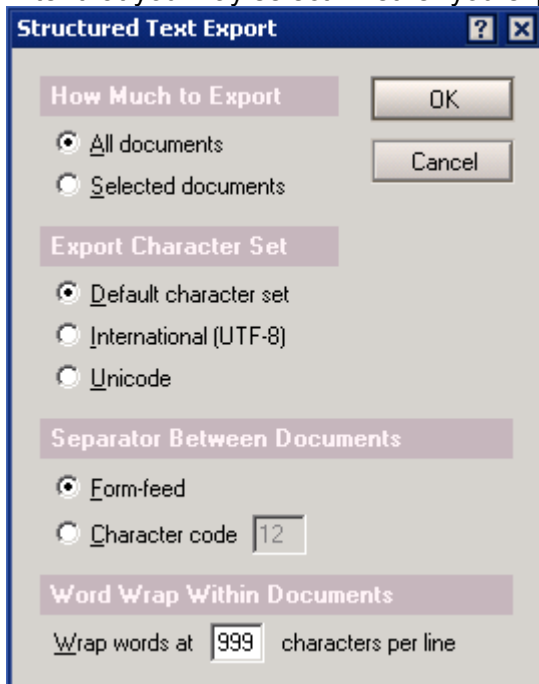 Structured Text Export
How Much to Export
OK
All documents
Cancel
Selected documents
Export Character Set
Default character set
International (UTF-8)
Unicode
Separator Between Documents
Form-feed
Character code 12
Word Wrap Within Documents
Wrap words at 999 characters per line